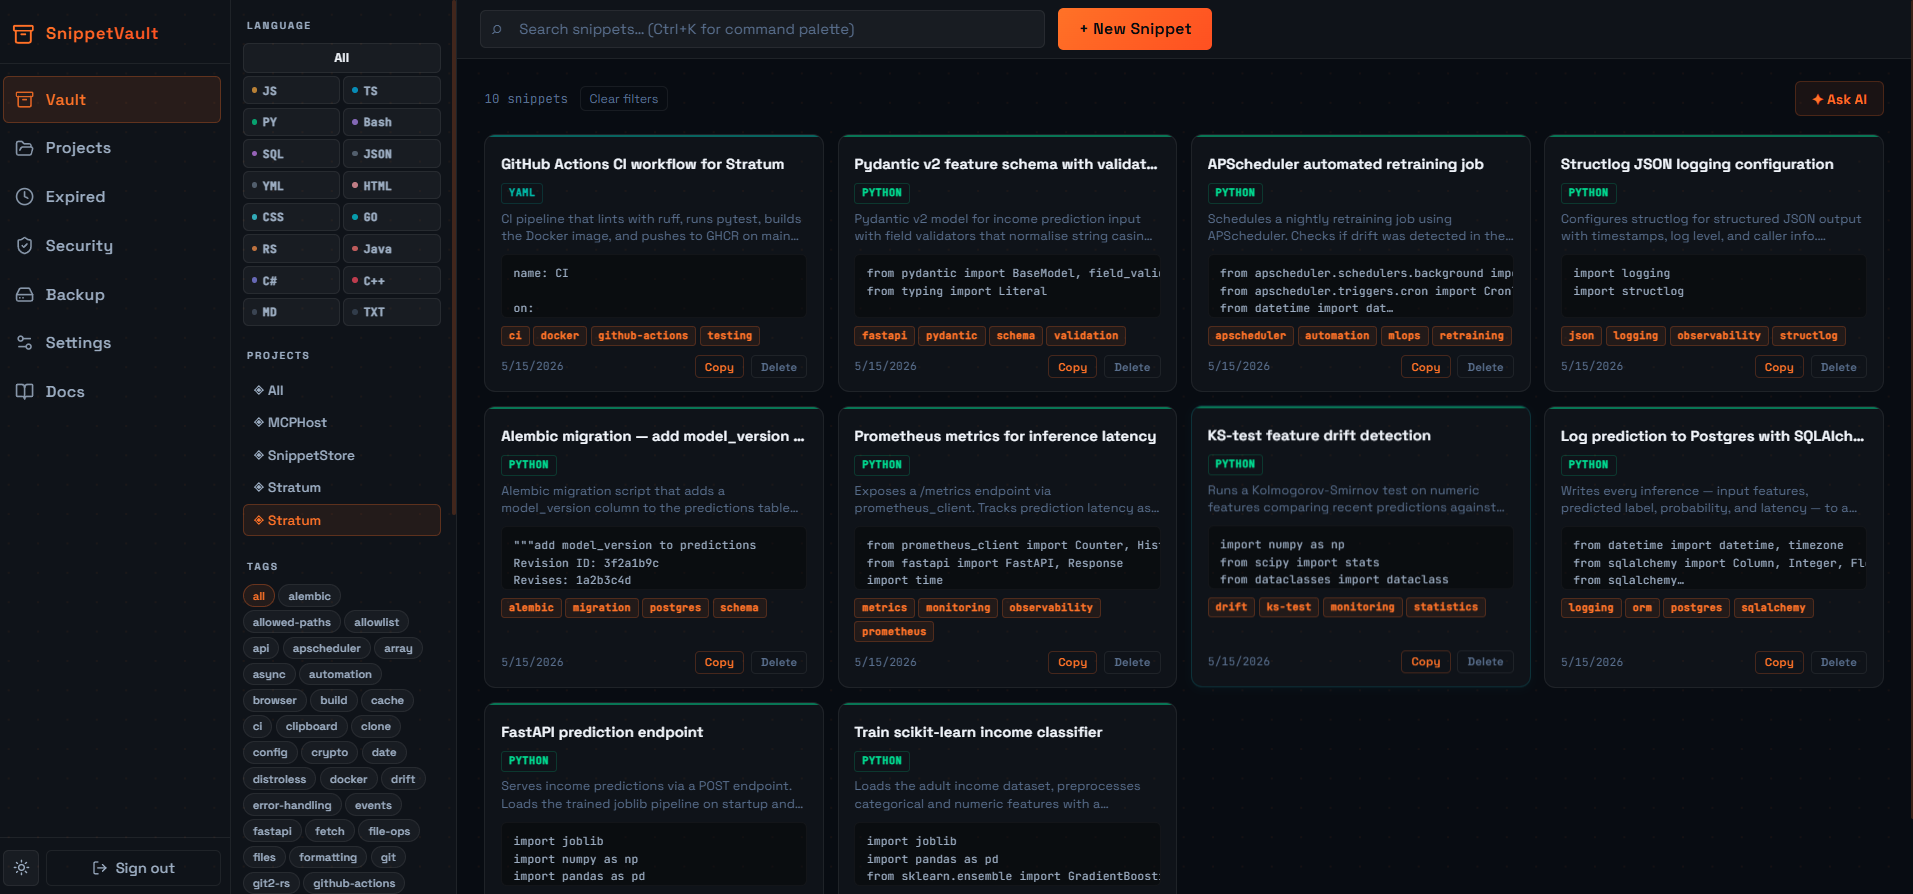 SnippetVault
Vault
Projects
Expired
Security
Backup
Settings
Docs
Sign out
LANGUAGE
All
JS
TS
PY
Bash
SQL
JSON
YML
HTML
CSS
GO
RS
Java
C#
C++
MD
TXT
PROJECTS
All
MCPHost
SnippetStore
Stratum
Stratum
TAGS
all
alembic
allowed-paths
allowlist
api
apscheduler
array
async
automation
browser
build
cache
ci
clipboard
clone
config
crypto
date
distroless
docker
drift
error-handling
events
fastapi
fetch
file-ops
files
formatting
git
git2-rs
github-actions
Search snippets... (Ctrl+K for command palette)
+ New Snippet
10 snippets
Clear filters
✦ Ask AI
GitHub Actions CI workflow for Stratum
YAML
CI pipeline that lints with ruff, runs pytest, builds
the Docker image, and pushes to GHCR on main...
name: CI
on:
ci
docker
github-actions
testing
5/15/2026
Copy
Delete
Pydantic v2 feature schema with validat...
PYTHON
Pydantic v2 model for income prediction input
with field validators that normalise string casin...
from pydantic import BaseModel, field_vali
from typing import Literal
fastapi
pydantic
schema
validation
5/15/2026
Copy
Delete
APScheduler automated retraining job
PYTHON
Schedules a nightly retraining job using
APScheduler. Checks if drift was detected in the...
from apscheduler.schedulers.background imp
from apscheduler.triggers.cron import Cron
from datetime import dat…
apscheduler
automation
mlops
retraining
5/15/2026
Copy
Delete
Structlog JSON logging configuration
PYTHON
Configures structlog for structured JSON output
with timestamps, log level, and caller info....
import logging
import structlog
json
logging
observability
structlog
5/15/2026
Copy
Delete
Alembic migration — add model_version ...
PYTHON
Alembic migration script that adds a
model_version column to the predictions table...
"""add model_version to predictions
Revision ID: 3f2a1b9c
Revises: 1a2b3c4d
alembic
migration
postgres
schema
5/15/2026
Copy
Delete
Prometheus metrics for inference latency
PYTHON
Exposes a /metrics endpoint via
prometheus_client. Tracks prediction latency as...
from prometheus_client import Counter, His
from fastapi import FastAPI, Response
import time
metrics
monitoring
observability
prometheus
5/15/2026
Copy
Delete
KS-test feature drift detection
PYTHON
Runs a Kolmogorov-Smirnov test on numeric
features comparing recent predictions against...
import numpy as np
from scipy import stats
from dataclasses import dataclass
drift
ks-test
monitoring
statistics
5/15/2026
Copy
Delete
Log prediction to Postgres with SQLAlch...
PYTHON
Writes every inference — input features,
predicted label, probability, and latency — to a...
from datetime import datetime, timezone
from sqlalchemy import Column, Integer, Fl
from sqlalchemy…
logging
orm
postgres
sqlalchemy
5/15/2026
Copy
Delete
FastAPI prediction endpoint
PYTHON
Serves income predictions via a POST endpoint.
Loads the trained joblib pipeline on startup and...
import joblib
import numpy as np
import pandas as pd
Train scikit-learn income classifier
PYTHON
Loads the adult income dataset, preprocesses
categorical and numeric features with a...
import joblib
import pandas as pd
from sklearn.ensemble import GradientBoosti